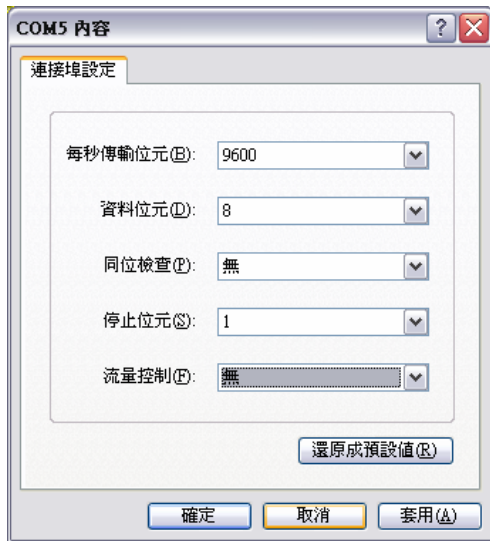 COM5 內容
連接埠設定
每秒傳輸位元(B): 9600
資料位元(D): 8
同位檢查(P): 無
停止位元(S): 1
流量控制(F): 無
還原成預設值(R)
確定 取消 套用(A)